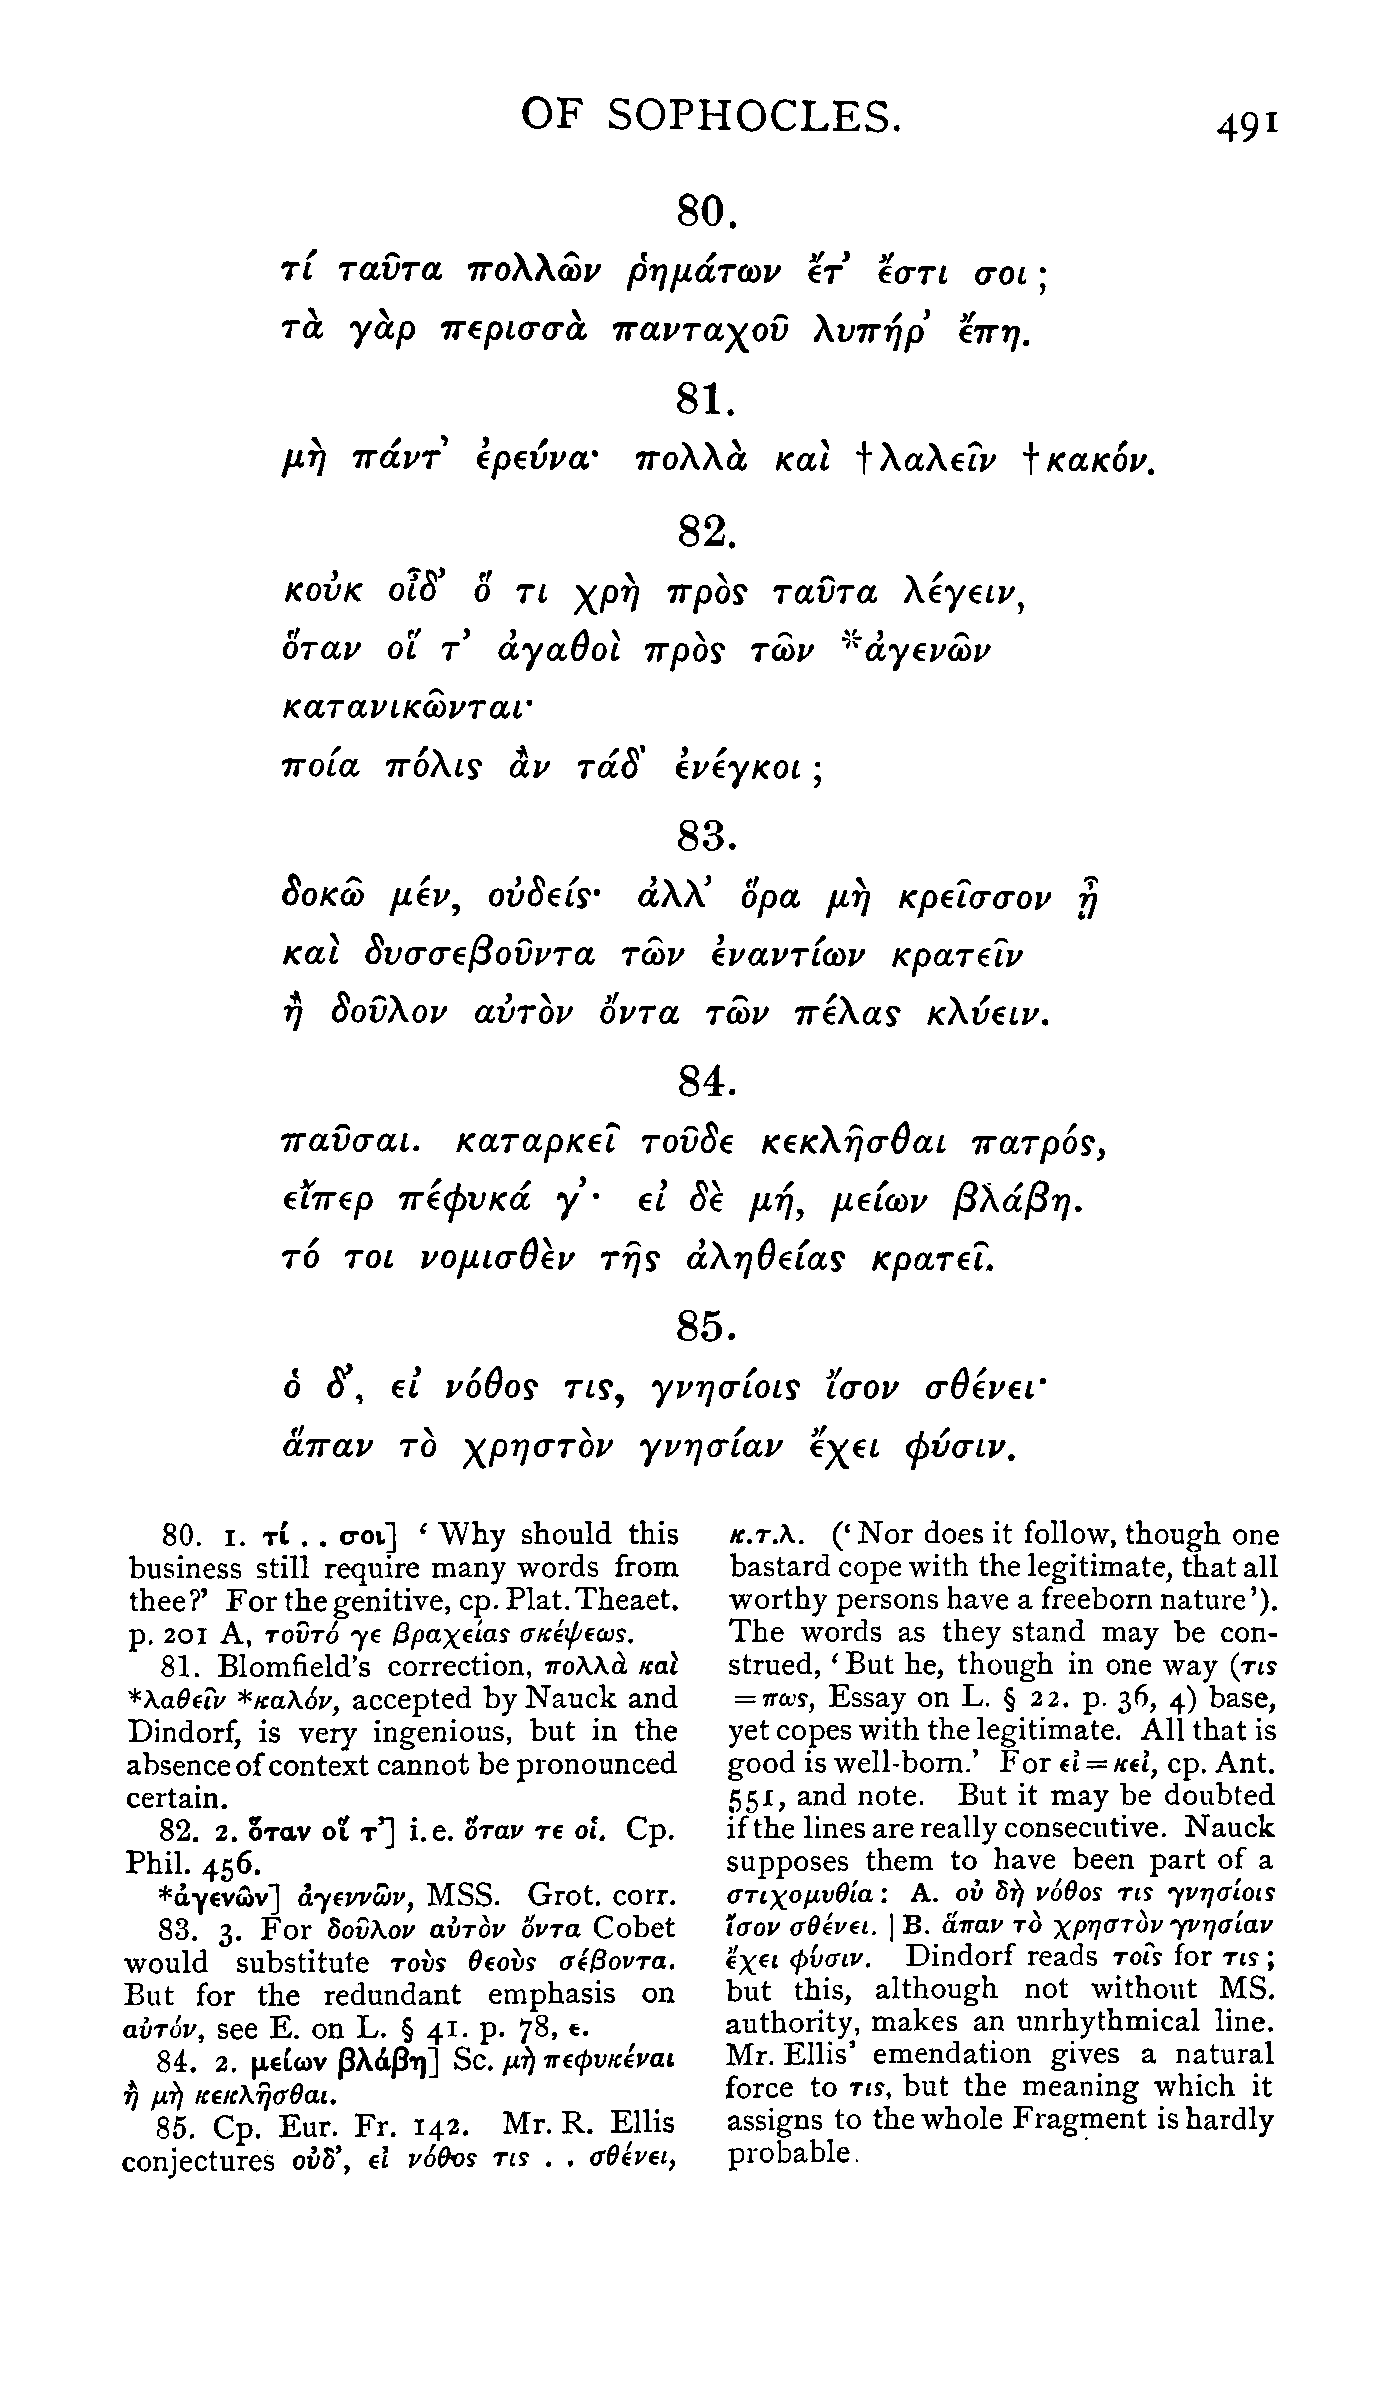 OF SOPHOCLES.
491
80.
τί ταῦτα πολλῶν ῥημάτων ἔτ’ ἔστι σοι ;
τὰ γὰρ περισσὰ πανταχοῦ λυπήρ’ ἔπη.
81.
μὴ πάντ’ ἐρεύνα· πολλὰ καὶ †λαλεῖν †κακόν.
82.
κοὐκ οἶδ’ ὅ τι χρὴ πρὸς ταῦτα λέγειν,
ὅταν οἵ τ’ ἀγαθοὶ πρὸς τῶν *ἀγενῶν
κατανικῶνται·
ποία πόλις ἂν τάδ’ ἐνέγκοι ;
83.
δοκῶ μέν, οὐδείς· ἀλλ’ ὅρα μὴ κρεῖσσον ᾖ
καὶ δυσσεβοῦντα τῶν ἐναντίων κρατεῖν
ἢ δοῦλον αὐτὸν ὄντα τῶν πέλας κλύειν.
84.
παῦσαι. καταρκεῖ τοῦδε κεκλῆσθαι πατρός,
εἴπερ πέφυκά γ’· εἰ δὲ μή, μείων βλάβη.
τό τοι νομισθὲν τῆς ἀληθείας κρατεῖ.
85.
ὁ δ’, εἰ νόθος τις, γνησίοις ἴσον σθένει·
ἅπαν τὸ χρηστὸν γνησίαν ἔχει φύσιν.
80. 1. τί . . σοι] ‘Why should this
business still require many words from
thee?’ For the genitive, cp. Plat. Theaet.
p. 201 A, τοῦτό γε βραχείας σκέψεως.
81. Blomfield's correction, πολλὰ καὶ
*λαθεῖν *καλόν, accepted by Nauck and
Dindorf, is very ingenious, but in the
absence of context cannot be pronounced
certain.
82. 2. ὅταν οἵ τ’] i.e. ὅταν τε οἱ. Cp.
Phil. 456.
*ἀγενῶν] ἀγεννῶν, MSS. Grot. corr.
83. 3. For δοῦλον αὐτὸν ὄντα Cobet
would substitute τοὺς θεοὺς σέβοντα.
But for the redundant emphasis on
αὐτόν, see E. on L. § 41. p. 78, ε.
84. 2. μείων βλάβη] Sc. μὴ πεφυκέναι
ἢ μὴ κεκλῆσθαι.
85. Cp. Eur. Fr. 142. Mr. R. Ellis
conjectures οὐδ’, εἰ νόθος τις . . σθένει,
κ.τ.λ. (‘Nor does it follow, though one
bastard cope with the legitimate, that all
worthy persons have a freeborn nature’).
The words as they stand may be con-
strued, ‘But he, though in one way (τις
=πως, Essay on L. § 22. p. 36, 4) base,
yet copes with the legitimate. All that is
good is well-born.’ For εἰ=κεἰ, cp. Ant.
551, and note. But it may be doubted
if the lines are really consecutive. Nauck
supposes them to have been part of a
στιχομυθία: A. οὐ δὴ νόθος τις γνησίοις
ἴσον σθένει. | B. ἅπαν τὸ χρηστὸν γνησίαν
ἔχει φύσιν. Dindorf reads τοῖς for τις ;
but this, although not without MS.
authority, makes an unrhythmical line.
Mr. Ellis’ emendation gives a natural
force to τις, but the meaning which it
assigns to the whole Fragment is hardly
probable.